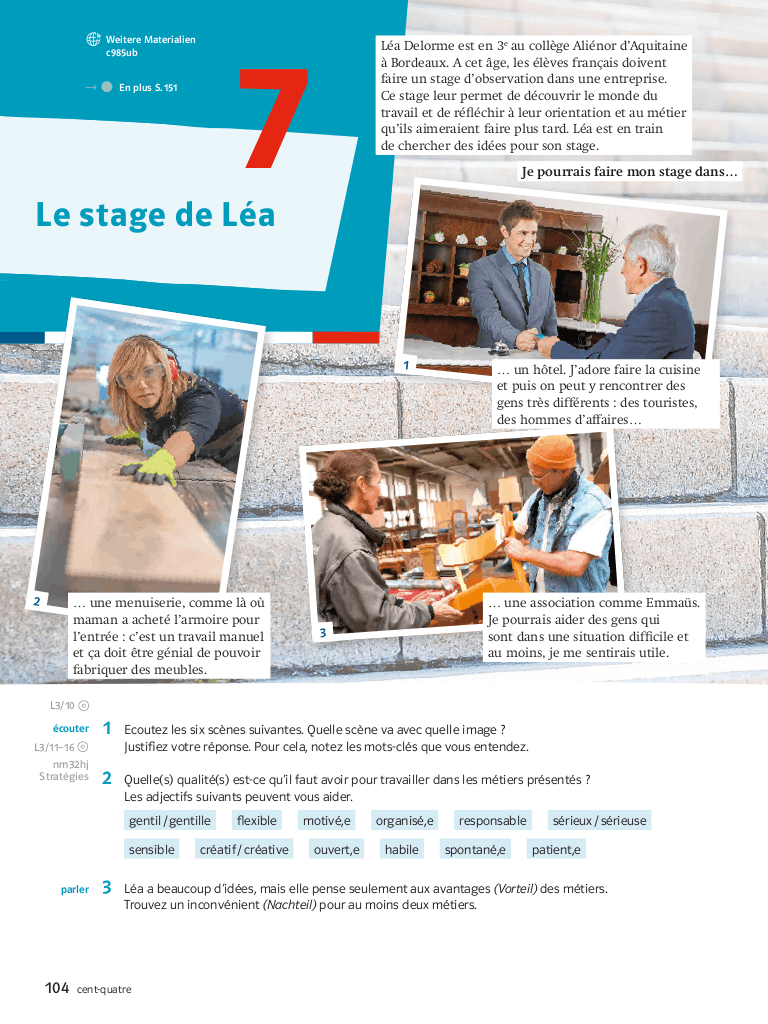 Weitere Materialien
c985ub
→ En plus S. 151
7
Le stage de Léa
Léa Delorme est en 3e au collège Aliénor d'Aquitaine
à Bordeaux. A cet âge, les élèves français doivent
faire un stage d'observation dans une entreprise.
Ce stage leur permet de découvrir le monde du
travail et de réfléchir à leur orientation et au métier
qu'ils aimeraient faire plus tard. Léa est en train
de chercher des idées pour son stage.
Je pourrais faire mon stage dans…
1
… un hôtel. J'adore faire la cuisine
et puis on peut y rencontrer des
gens très différents : des touristes,
des hommes d'affaires…
2
… une menuiserie, comme là où
maman a acheté l'armoire pour
l'entrée : c'est un travail manuel
et ça doit être génial de pouvoir
fabriquer des meubles.
3
… une association comme Emmaüs.
Je pourrais aider des gens qui
sont dans une situation difficile et
au moins, je me sentirais utile.
L3/10
écouter 1 Ecoutez les six scènes suivantes. Quelle scène va avec quelle image ?
L3/11–16 Justifiez votre réponse. Pour cela, notez les mots-clés que vous entendez.
nm32hj
Stratégies
2 Quelle(s) qualité(s) est-ce qu'il faut avoir pour travailler dans les métiers présentés ?
Les adjectifs suivants peuvent vous aider.
gentil / gentille flexible motivé,e organisé,e responsable sérieux / sérieuse
sensible créatif / créative ouvert,e habile spontané,e patient,e
parler 3 Léa a beaucoup d'idées, mais elle pense seulement aux avantages (Vorteil) des métiers.
Trouvez un inconvénient (Nachteil) pour au moins deux métiers.
104 cent-quatre